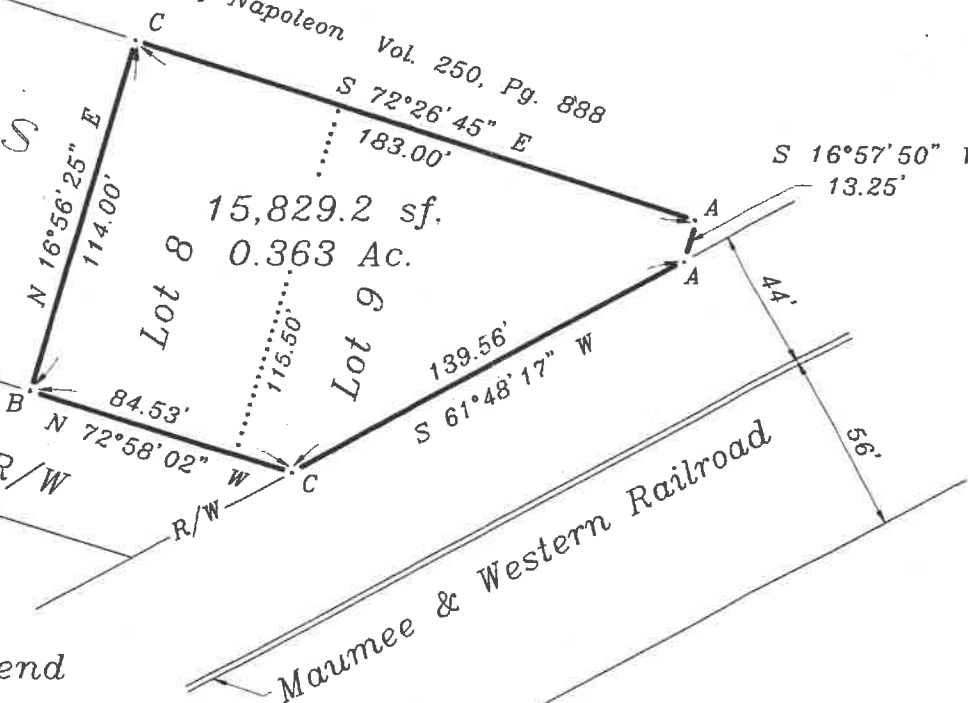 Napoleon Vol. 250, Pg. 888
C
S 72°26'45" E
183.00'
S 16°57'50"
13.25'
S
N 16°56'25" E
114.00'
15,829.2 sf.
0.363 Ac.
Lot 8
Lot 9
115.50'
A
A
44'
139.56'
S 61°48'17" W
B
84.53'
N 72°58'02" W
C
R/W
R/W
56'
Maumee & Western Railroad
end